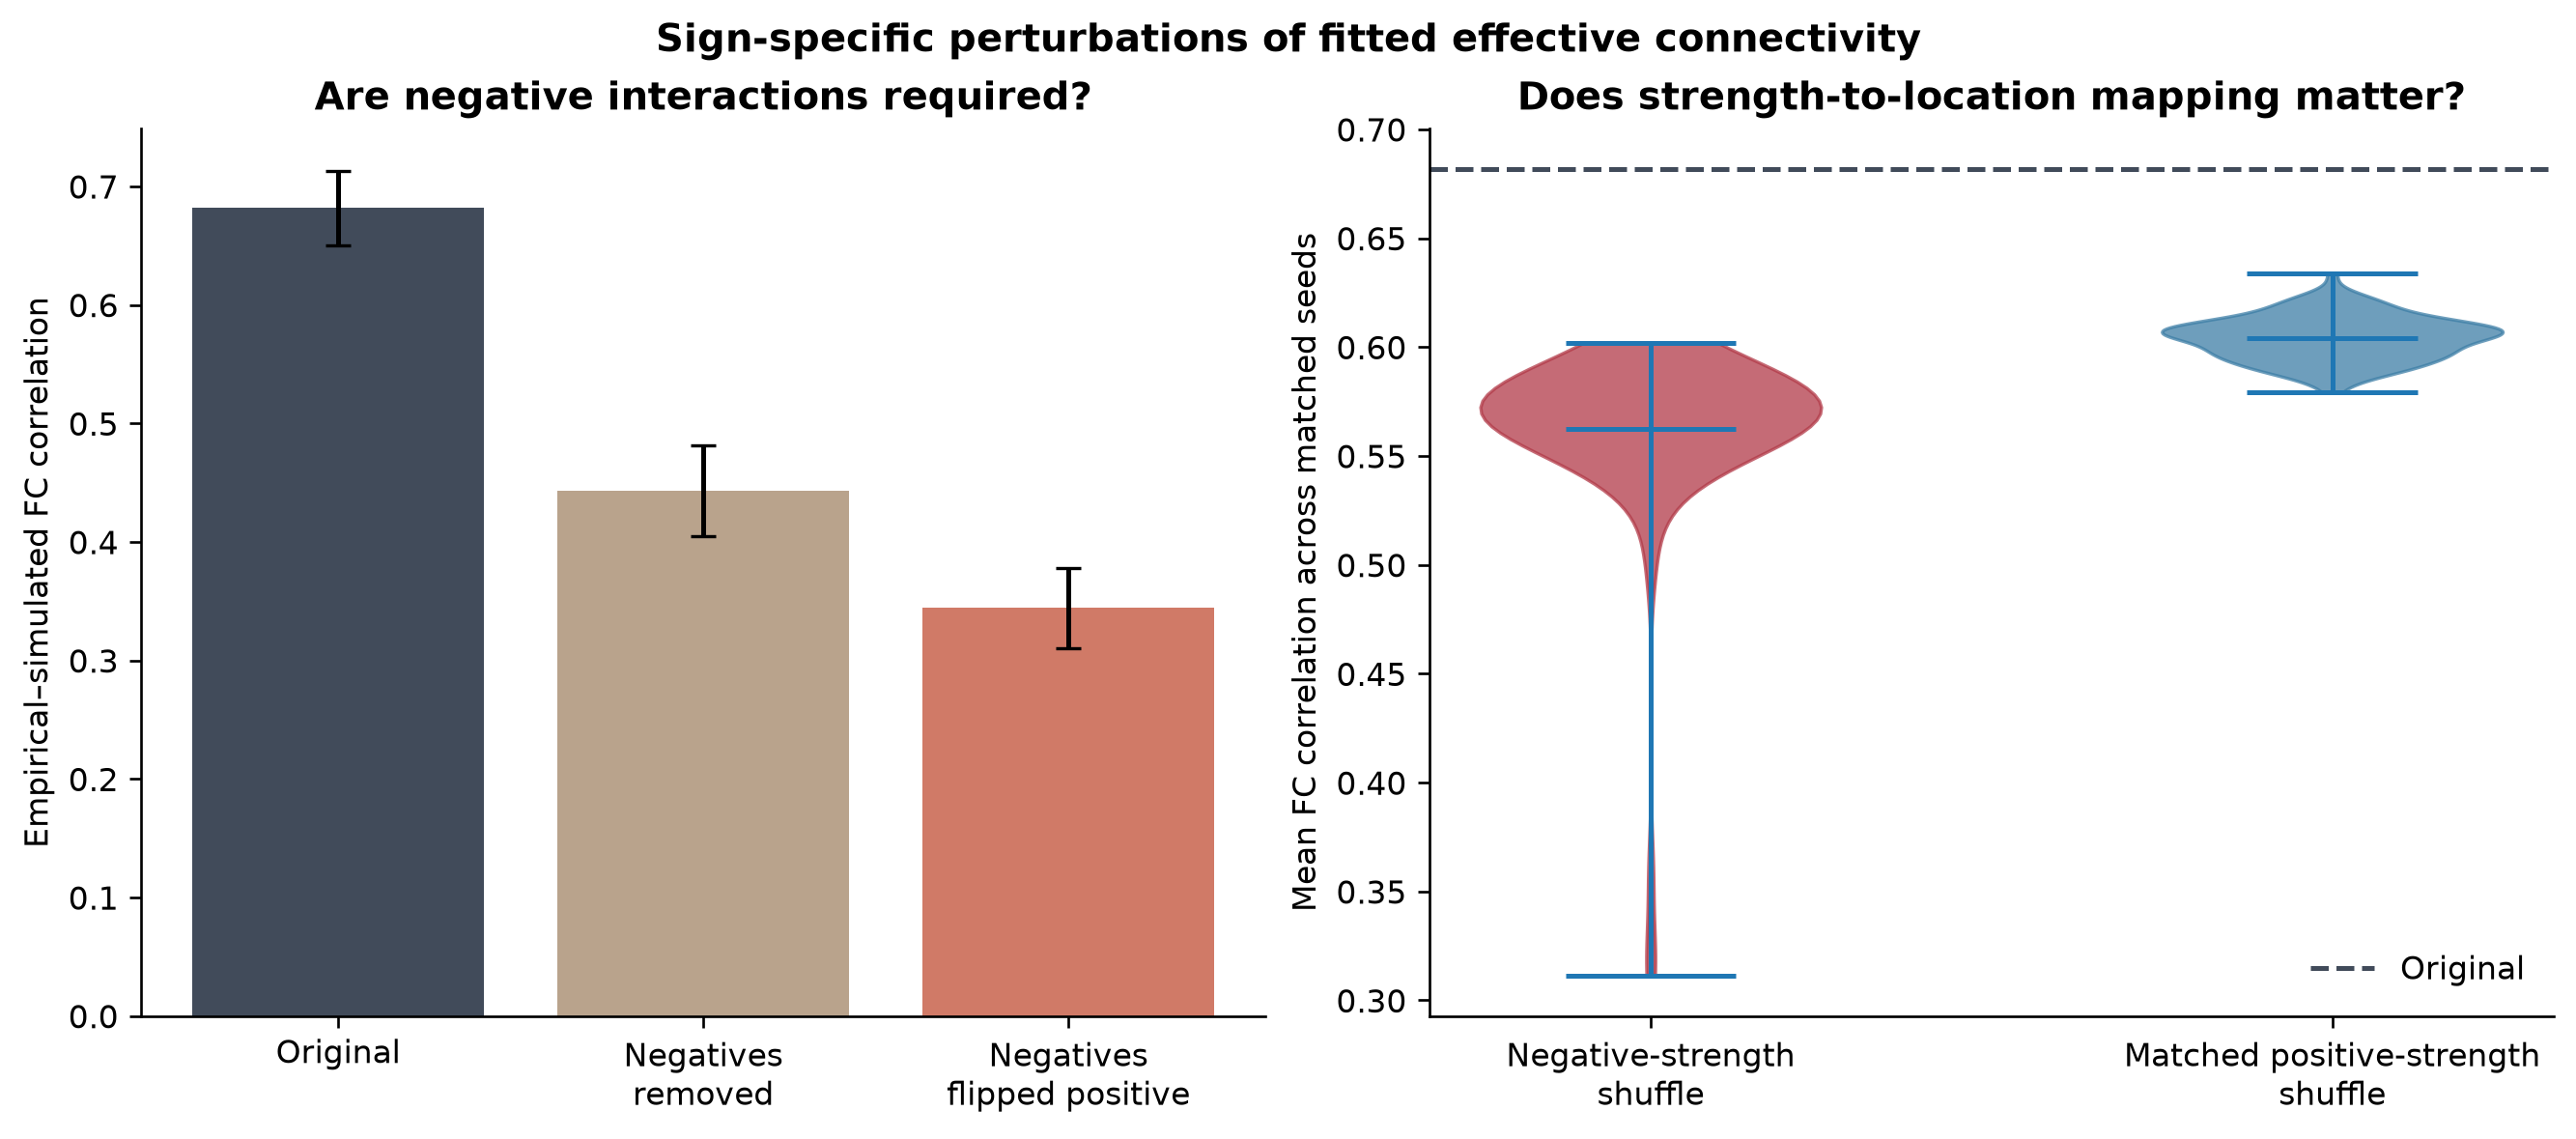 Sign-specific perturbations of fitted effective connectivity
Are negative interactions required?
Empirical–simulated FC correlation
0.7
0.6
0.5
0.4
0.3
0.2
0.1
0.0
Original
Negatives
removed
Negatives
flipped positive
Does strength-to-location mapping matter?
Mean FC correlation across matched seeds
0.70
0.65
0.60
0.55
0.50
0.45
0.40
0.35
0.30
Original
Negative-strength
shuffle
Matched positive-strength
shuffle